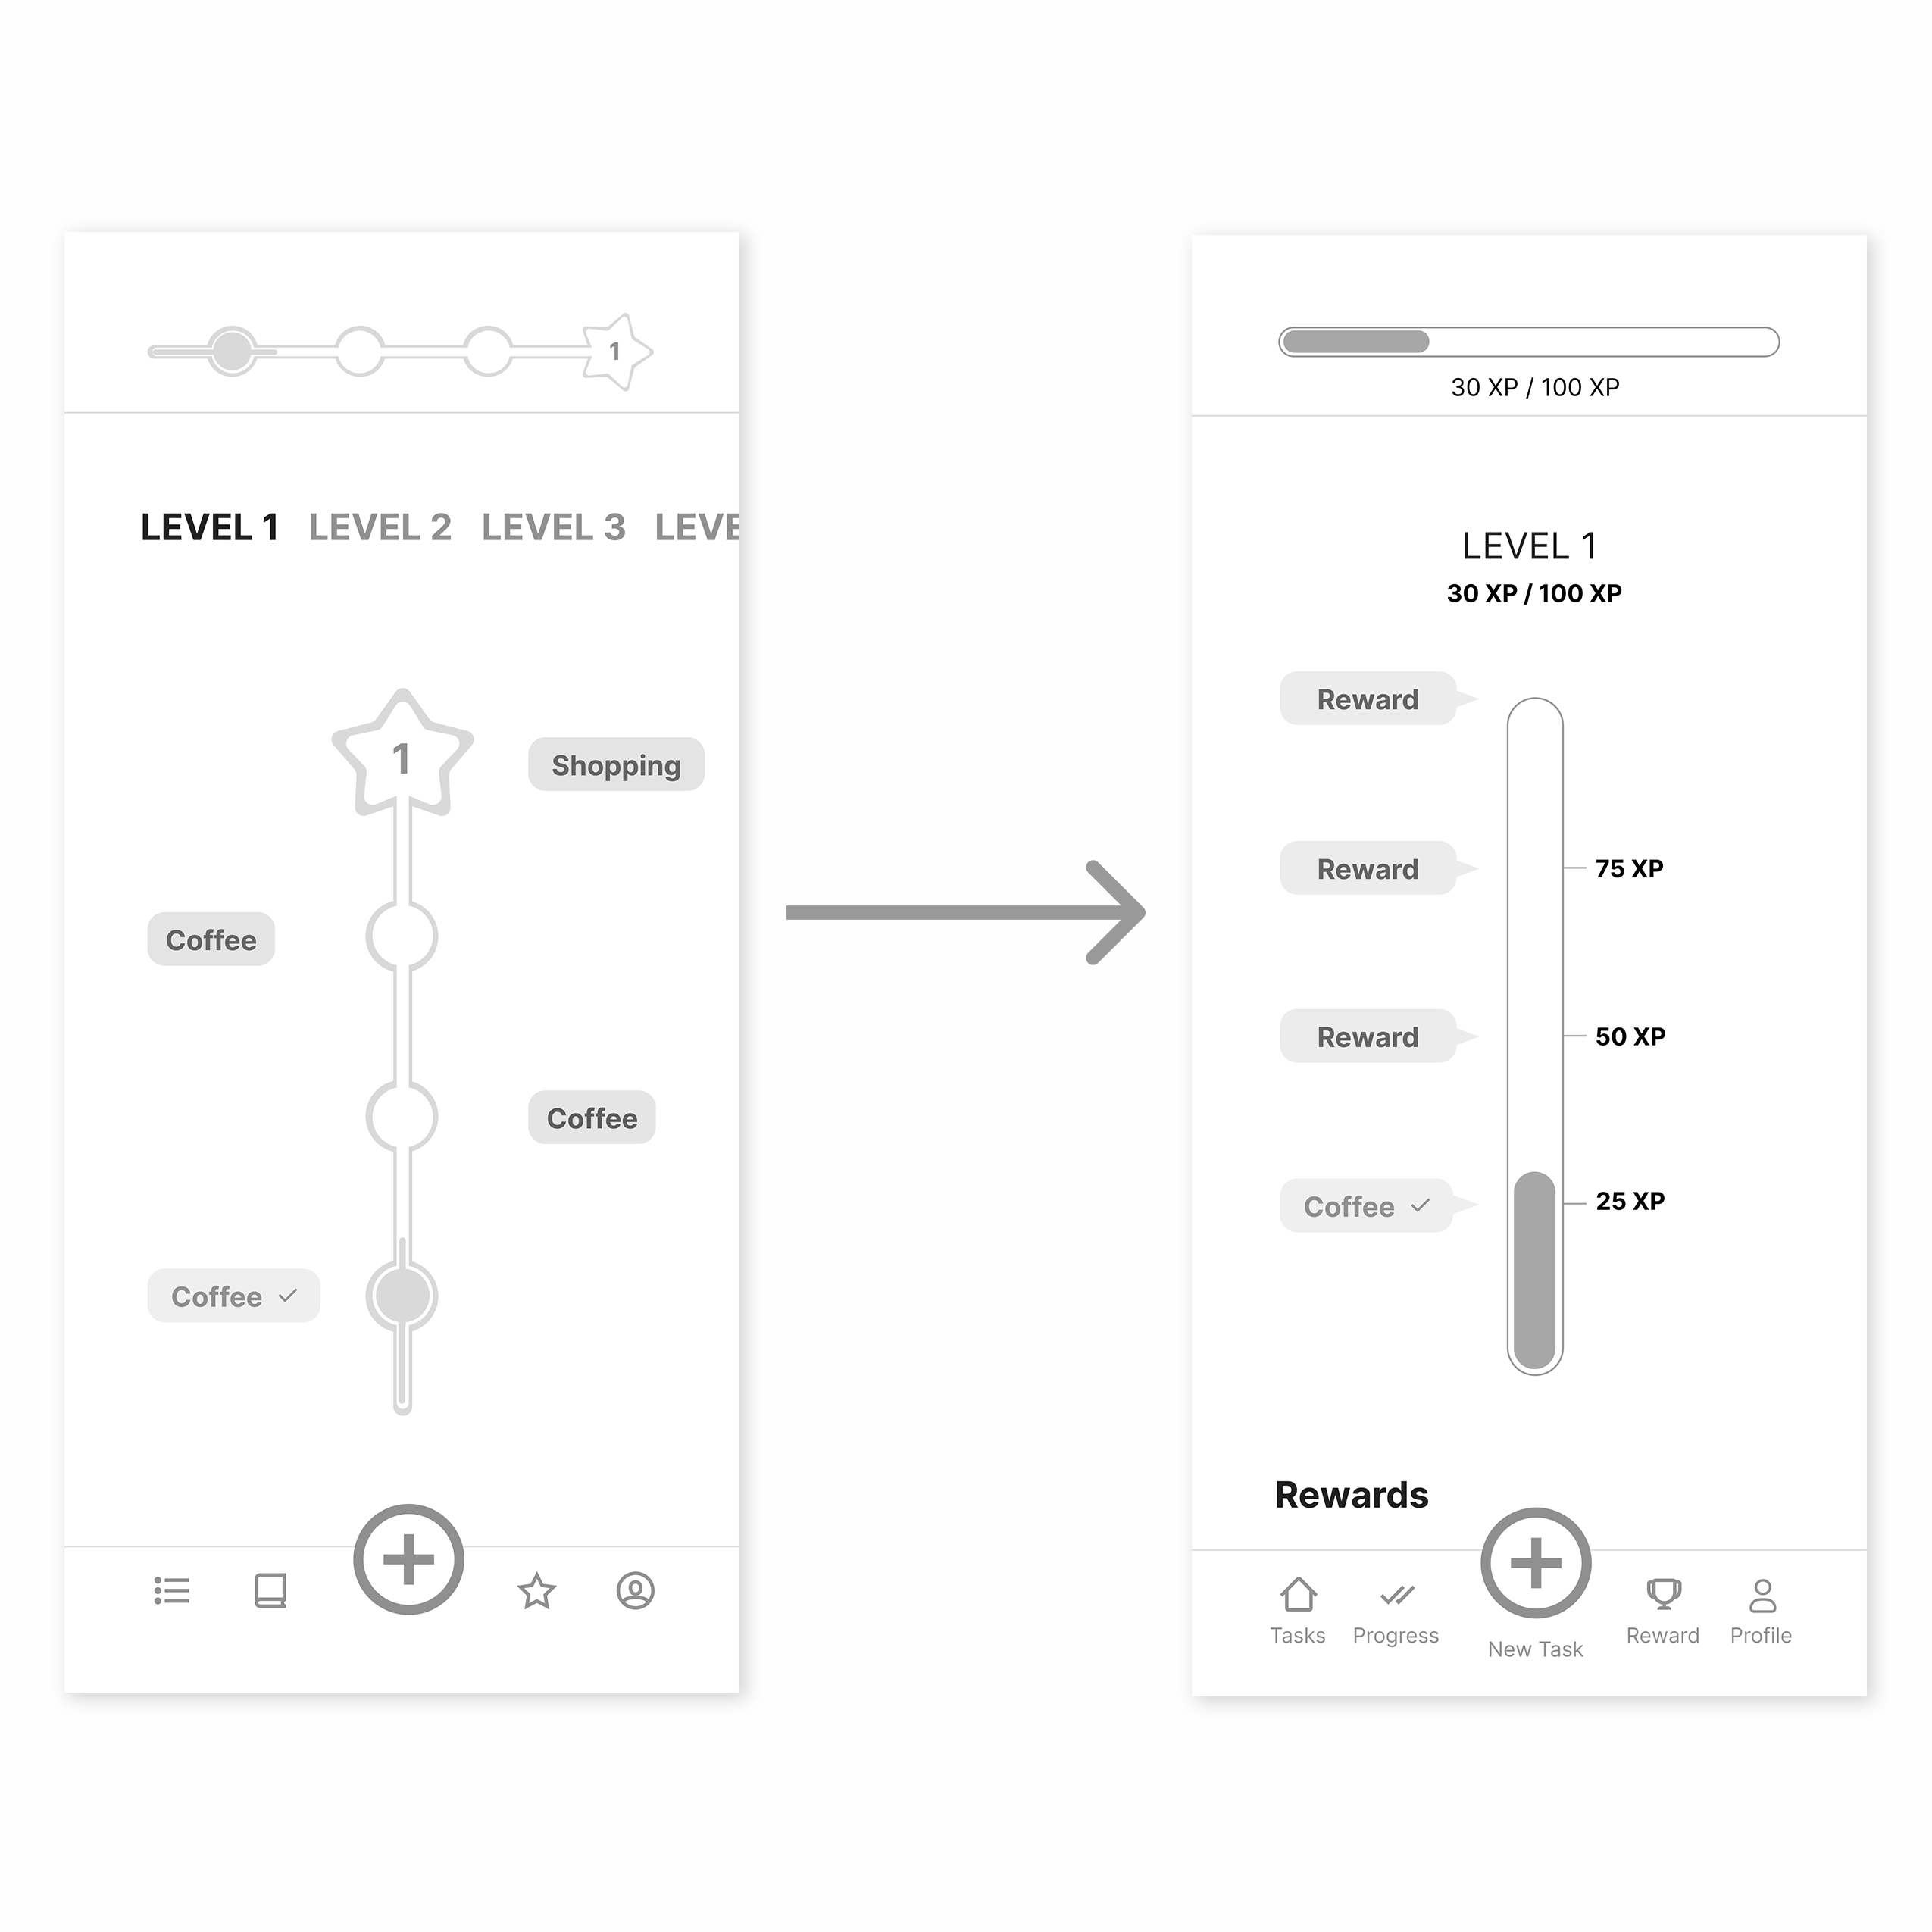 1
LEVEL 1 LEVEL 2 LEVEL 3 LEVE
1
Shopping
Coffee
Coffee
Coffee
30 XP / 100 XP
LEVEL 1
30 XP / 100 XP
Reward
Reward
75 XP
Reward
50 XP
Coffee
25 XP
Rewards
Tasks Progress New Task Reward Profile